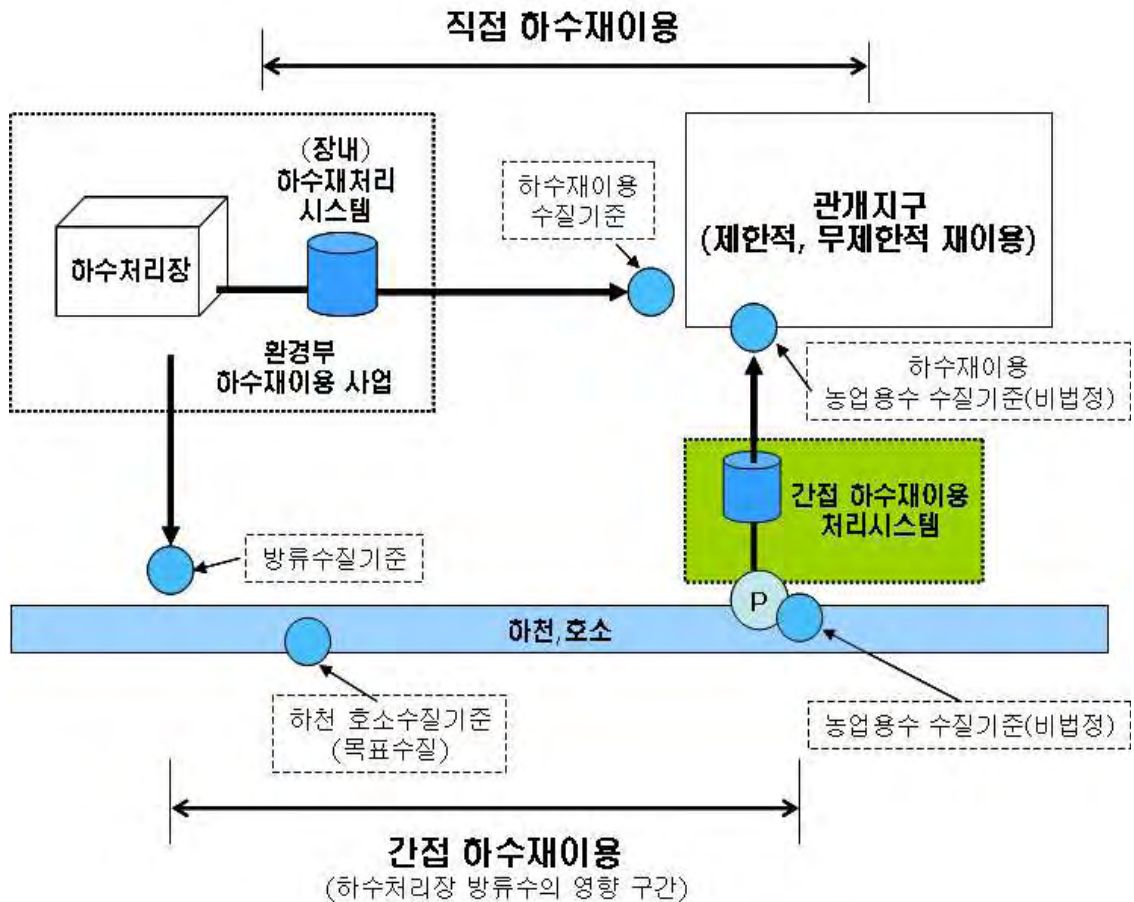 직접 하수재이용
(장내)
하수재처리
시스템
하수처리장
환경부
하수재이용 사업
하수재이용
수질기준
관개지구
(제한적, 무제한적 재이용)
하수재이용
농업용수 수질기준(비법정)
간접 하수재이용
처리시스템
방류수질기준
P
하천,호소
하천 호소수질기준
(목표수질)
농업용수 수질기준(비법정)
간접 하수재이용
(하수처리장 방류수의 영향 구간)